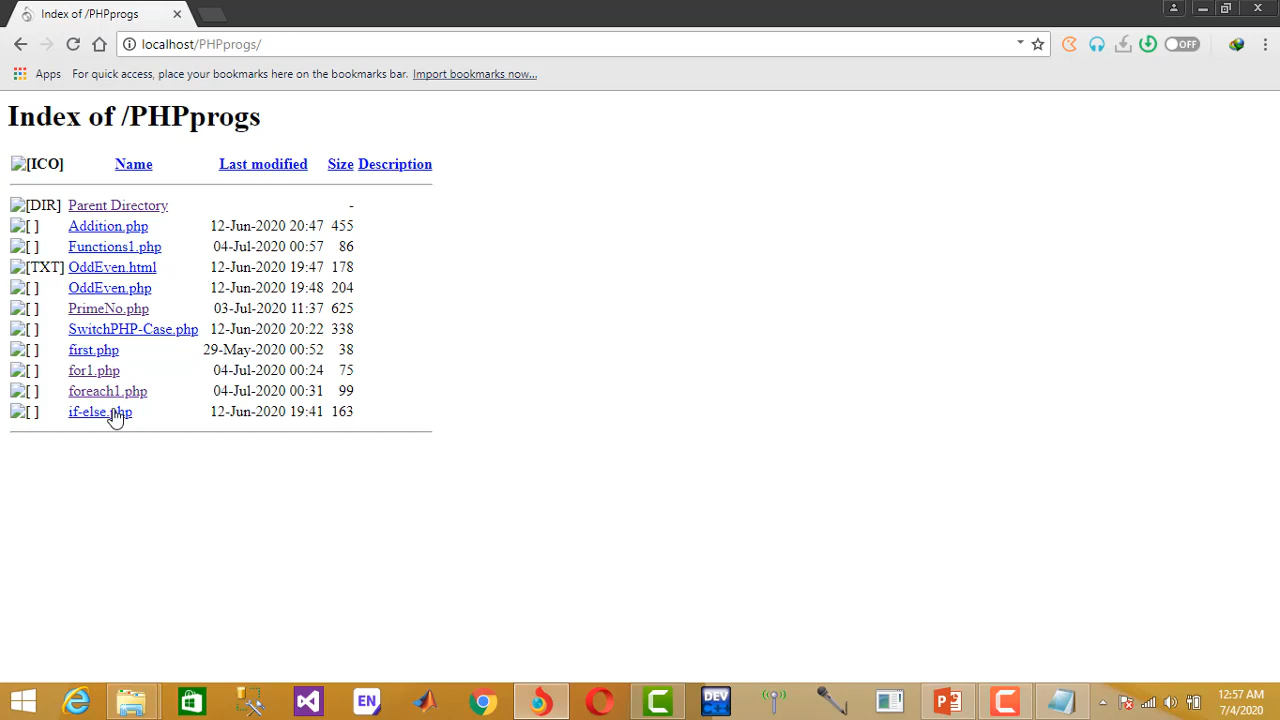 Index of /PHPprogs
localhost/PHPprogs/
OFF
Apps For quick access, place your bookmarks here on the bookmarks bar. Import bookmarks now...
Index of /PHPprogs
[ICO] Name Last modified Size Description
[DIR] Parent Directory -
[ ] Addition.php 12-Jun-2020 20:47 455
[ ] Functions1.php 04-Jul-2020 00:57 86
[TXT] OddEven.html 12-Jun-2020 19:47 178
[ ] OddEven.php 12-Jun-2020 19:48 204
[ ] PrimeNo.php 03-Jul-2020 11:37 625
[ ] SwitchPHP-Case.php 12-Jun-2020 20:22 338
[ ] first.php 29-May-2020 00:52 38
[ ] for1.php 04-Jul-2020 00:24 75
[ ] foreach1.php 04-Jul-2020 00:31 99
[ ] if-else.php 12-Jun-2020 19:41 163
EN
DEV
12:57 AM
7/4/2020